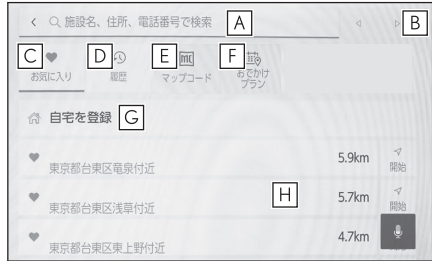 施設名、住所、電話番号で検索 A B
C D E F
お気に入り 履歴 マップコード おでかけプラン
自宅を登録 G
5.9km
東京都台東区竜泉付近 開始
H 5.7km
東京都台東区浅草付近 開始
4.7km
東京都台東区東上野付近